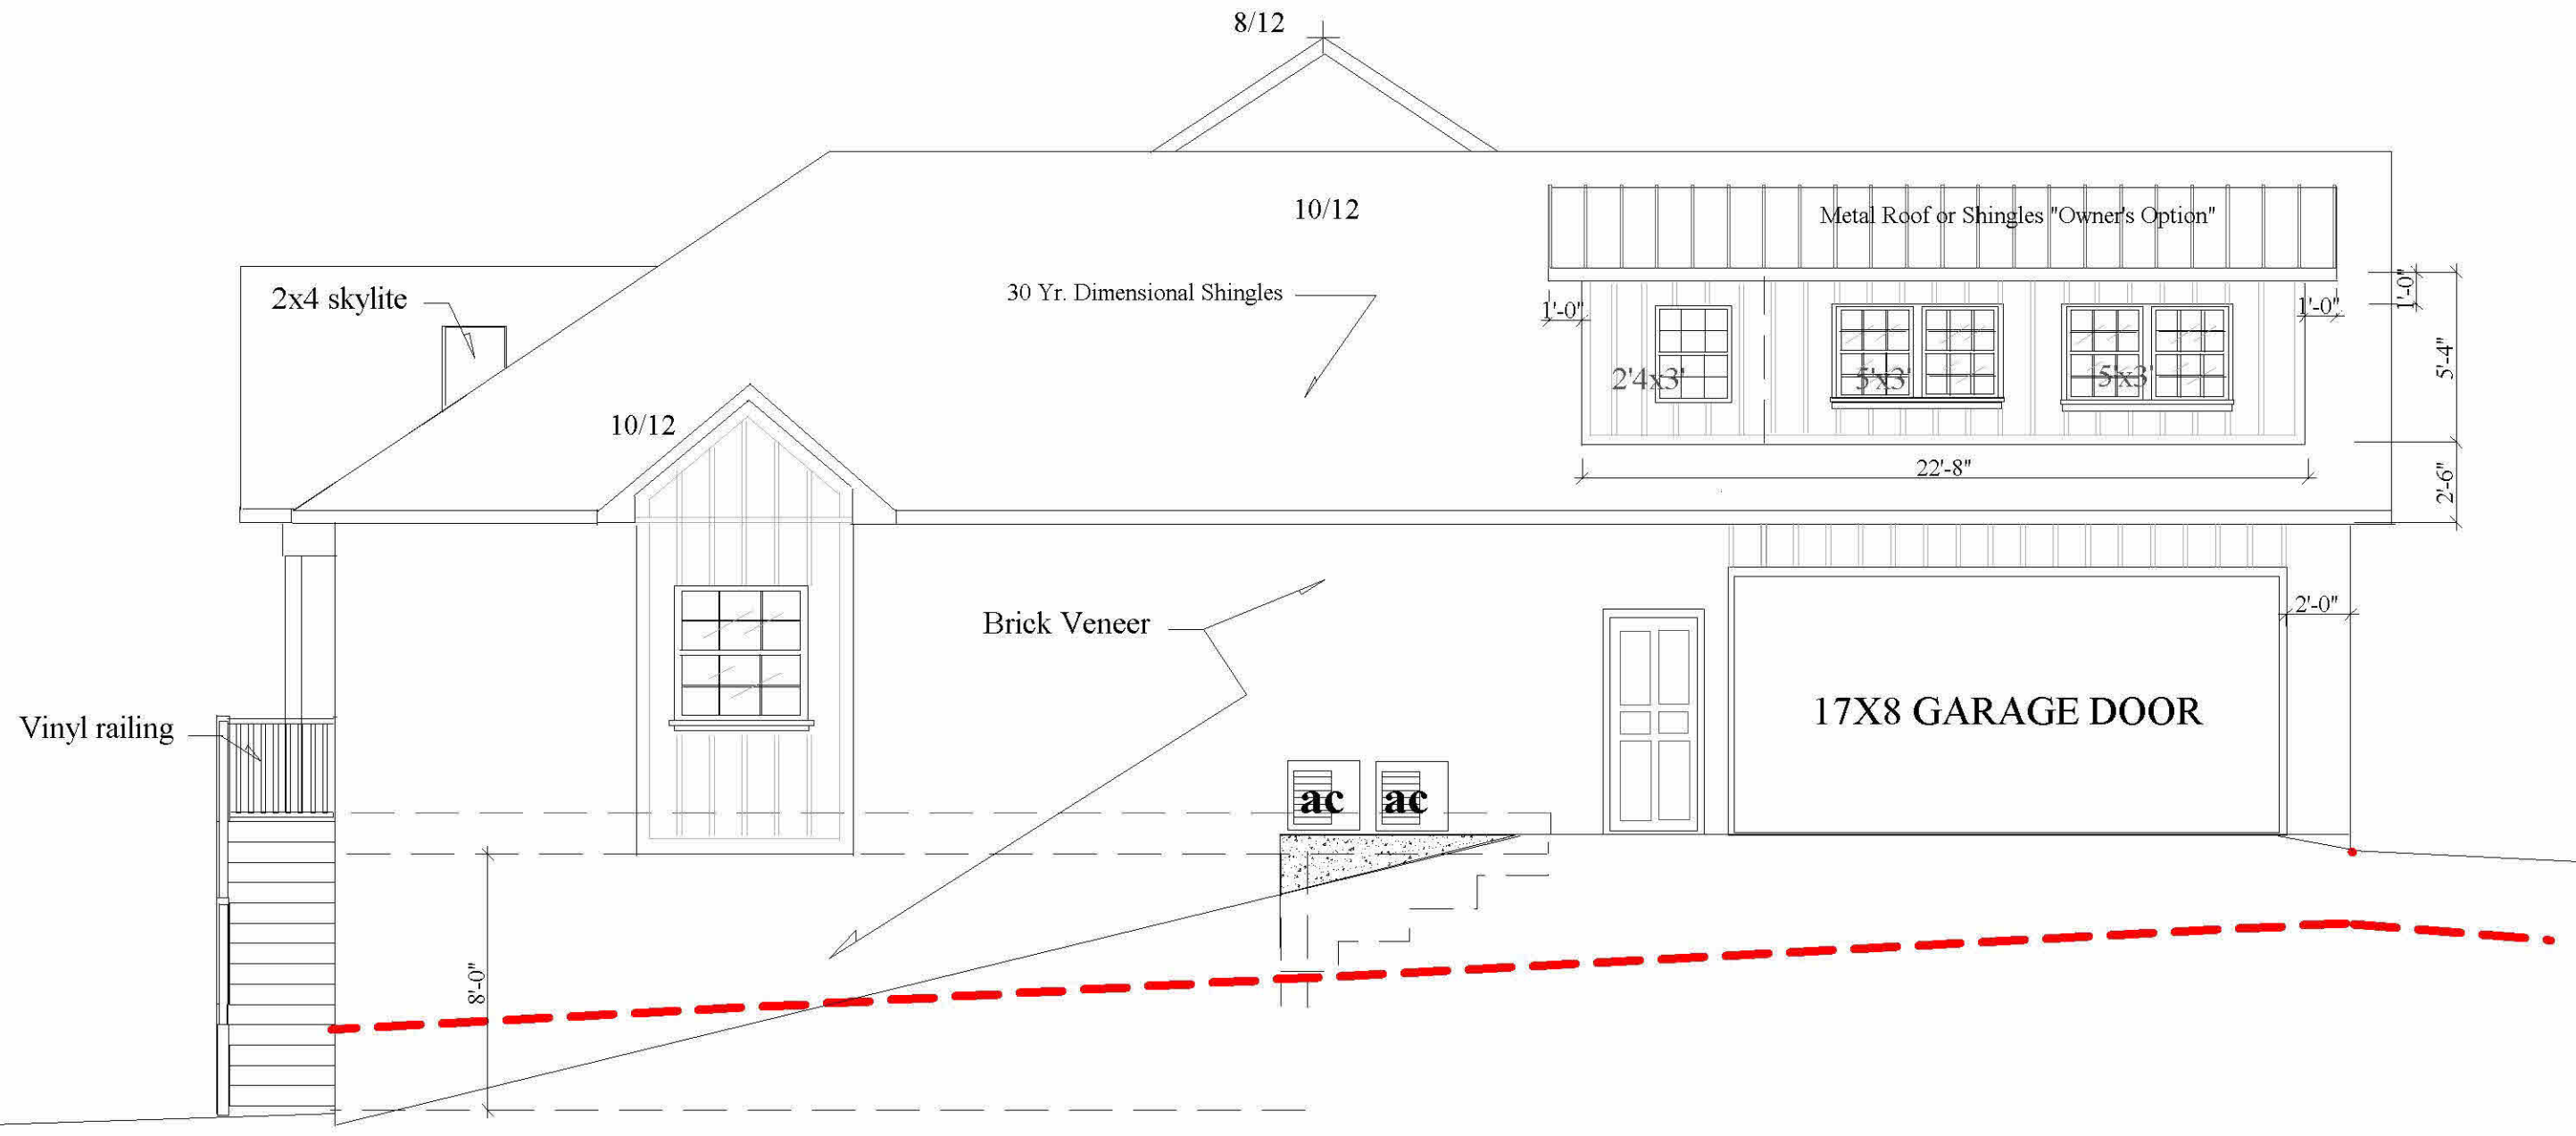 8/12
10/12
Metal Roof or Shingles "Owner's Option"
2x4 skylite
30 Yr. Dimensional Shingles
1'-0"
1'-0"
1'-0"
2'4x3'
5'x3'
5'x3'
5'-4"
10/12
22'-8"
2'-6"
2'-0"
Brick Veneer
17X8 GARAGE DOOR
Vinyl railing
ac
ac
8'-0"